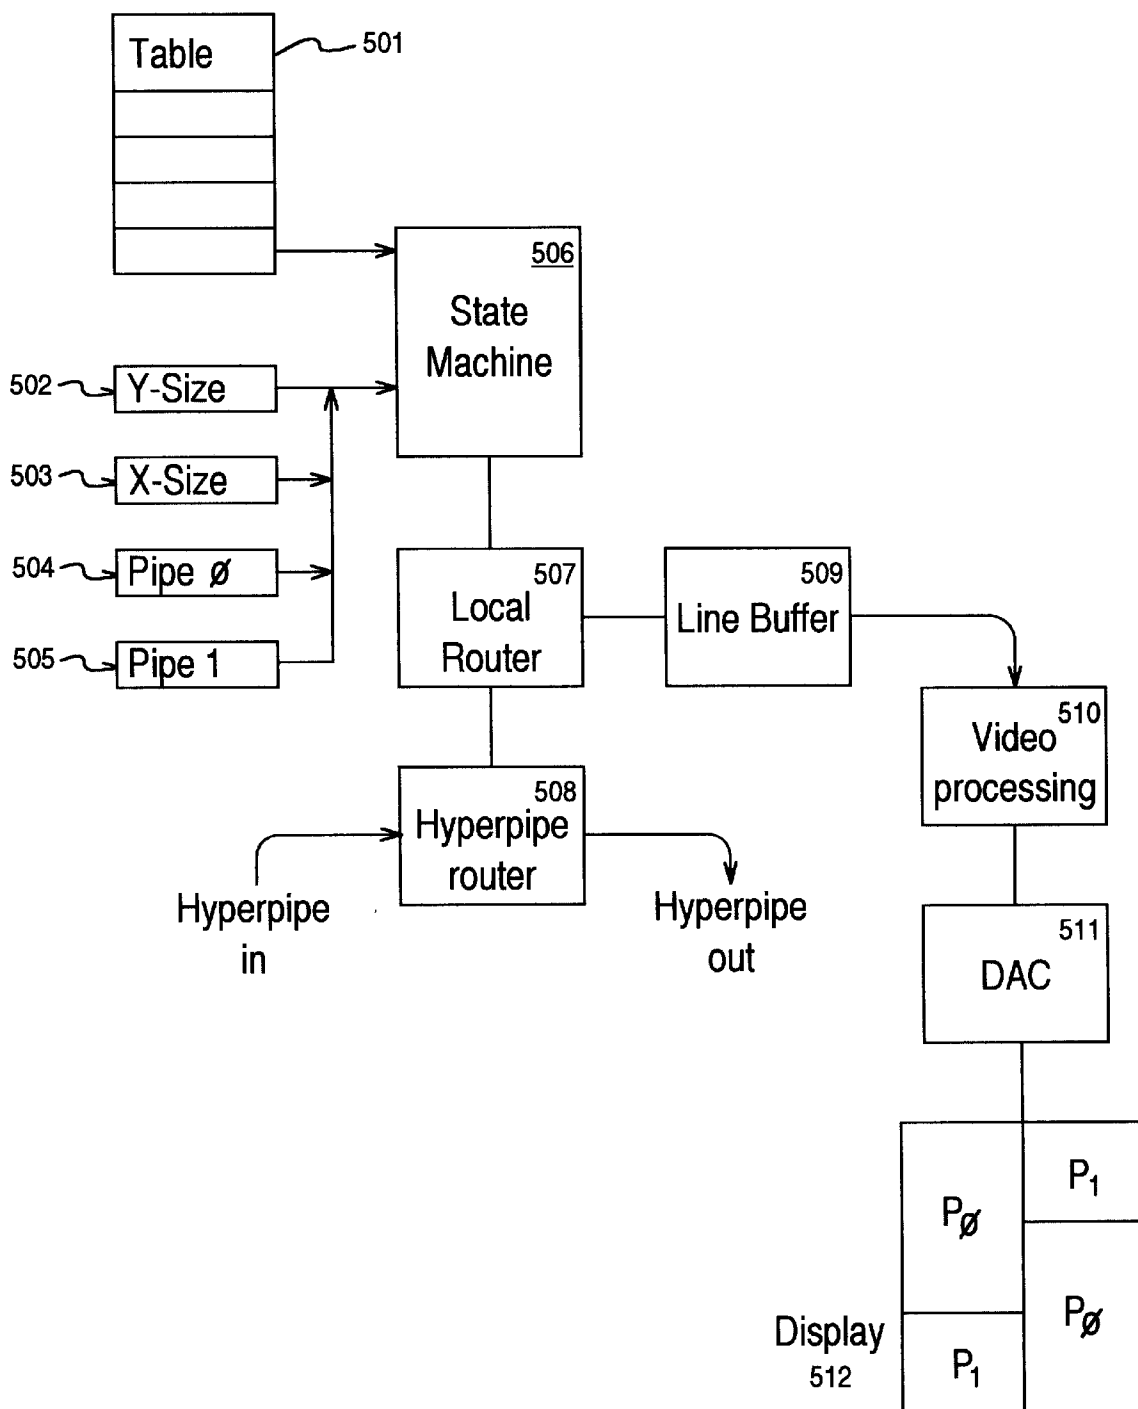 Table
501
506
State
Machine
502
Y-Size
503
X-Size
504
Pipe Ø
505
Pipe 1
507
Local
Router
509
Line Buffer
510
Video
processing
508
Hyperpipe
router
Hyperpipe
in
Hyperpipe
out
511
DAC
PØ
P1
PØ
P1
Display
512